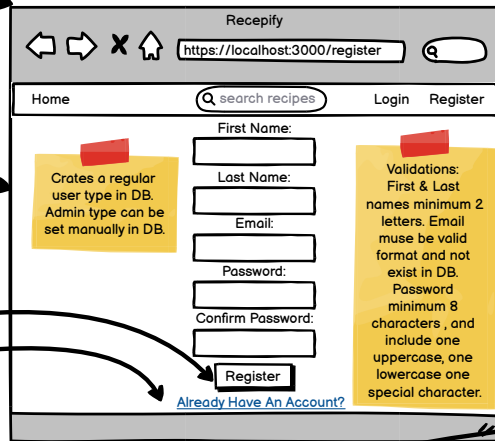 Recepify
https://localhost:3000/register
Home
search recipes
Login Register
First Name:
Last Name:
Email:
Password:
Confirm Password:
Register
Already Have An Account?
Crates a regular
user type in DB.
Admin type can be
set manually in DB.
Validations:
First & Last
names minimum 2
letters. Email
muse be valid
format and not
exist in DB.
Password
minimum 8
characters , and
include one
uppercase, one
lowercase one
special character.